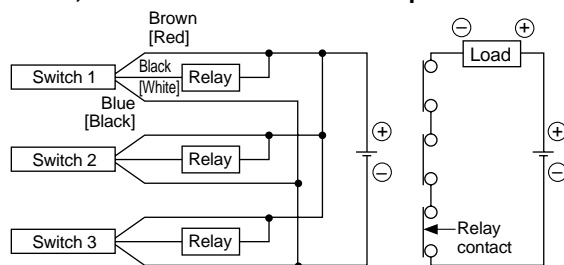 Brown
[Red]
Switch 1
Black
[White]
Relay
Blue
[Black]
Switch 2
Relay
Switch 3
Relay
⊕
⊖
⊖ ⊕
Load
⊕
⊖
Relay
contact